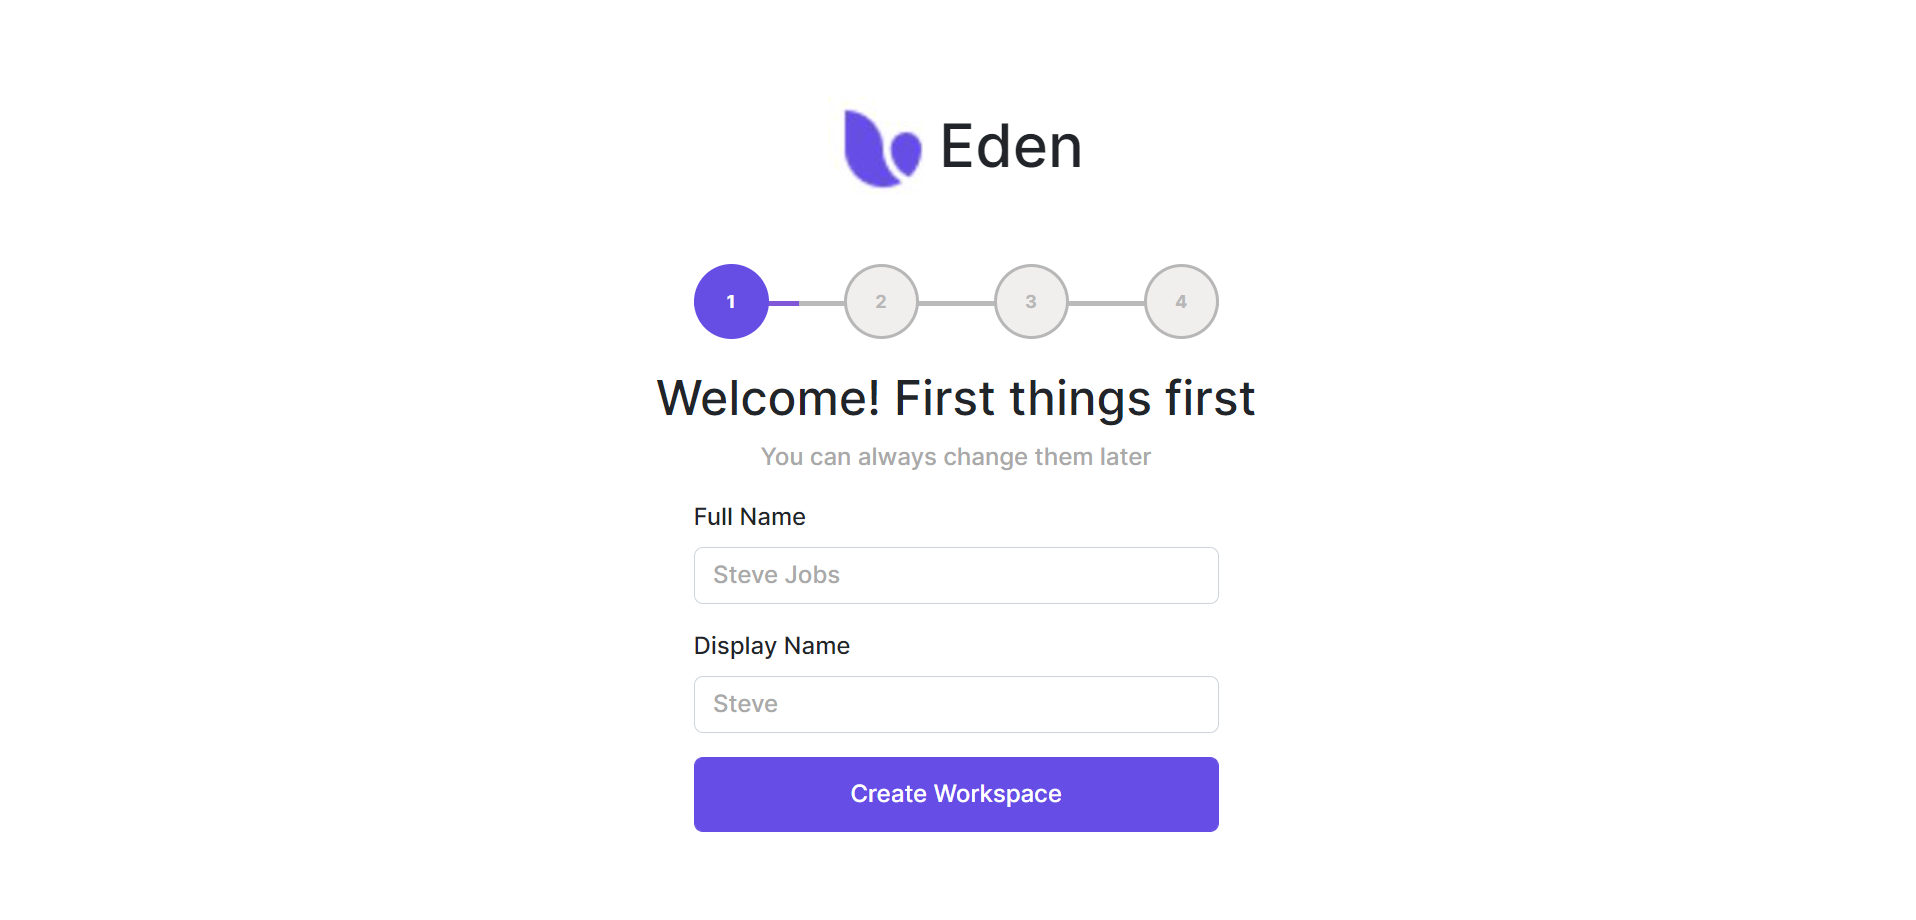 Eden
1 2 3 4
Welcome! First things first
You can always change them later
Full Name
Steve Jobs
Display Name
Steve
Create Workspace